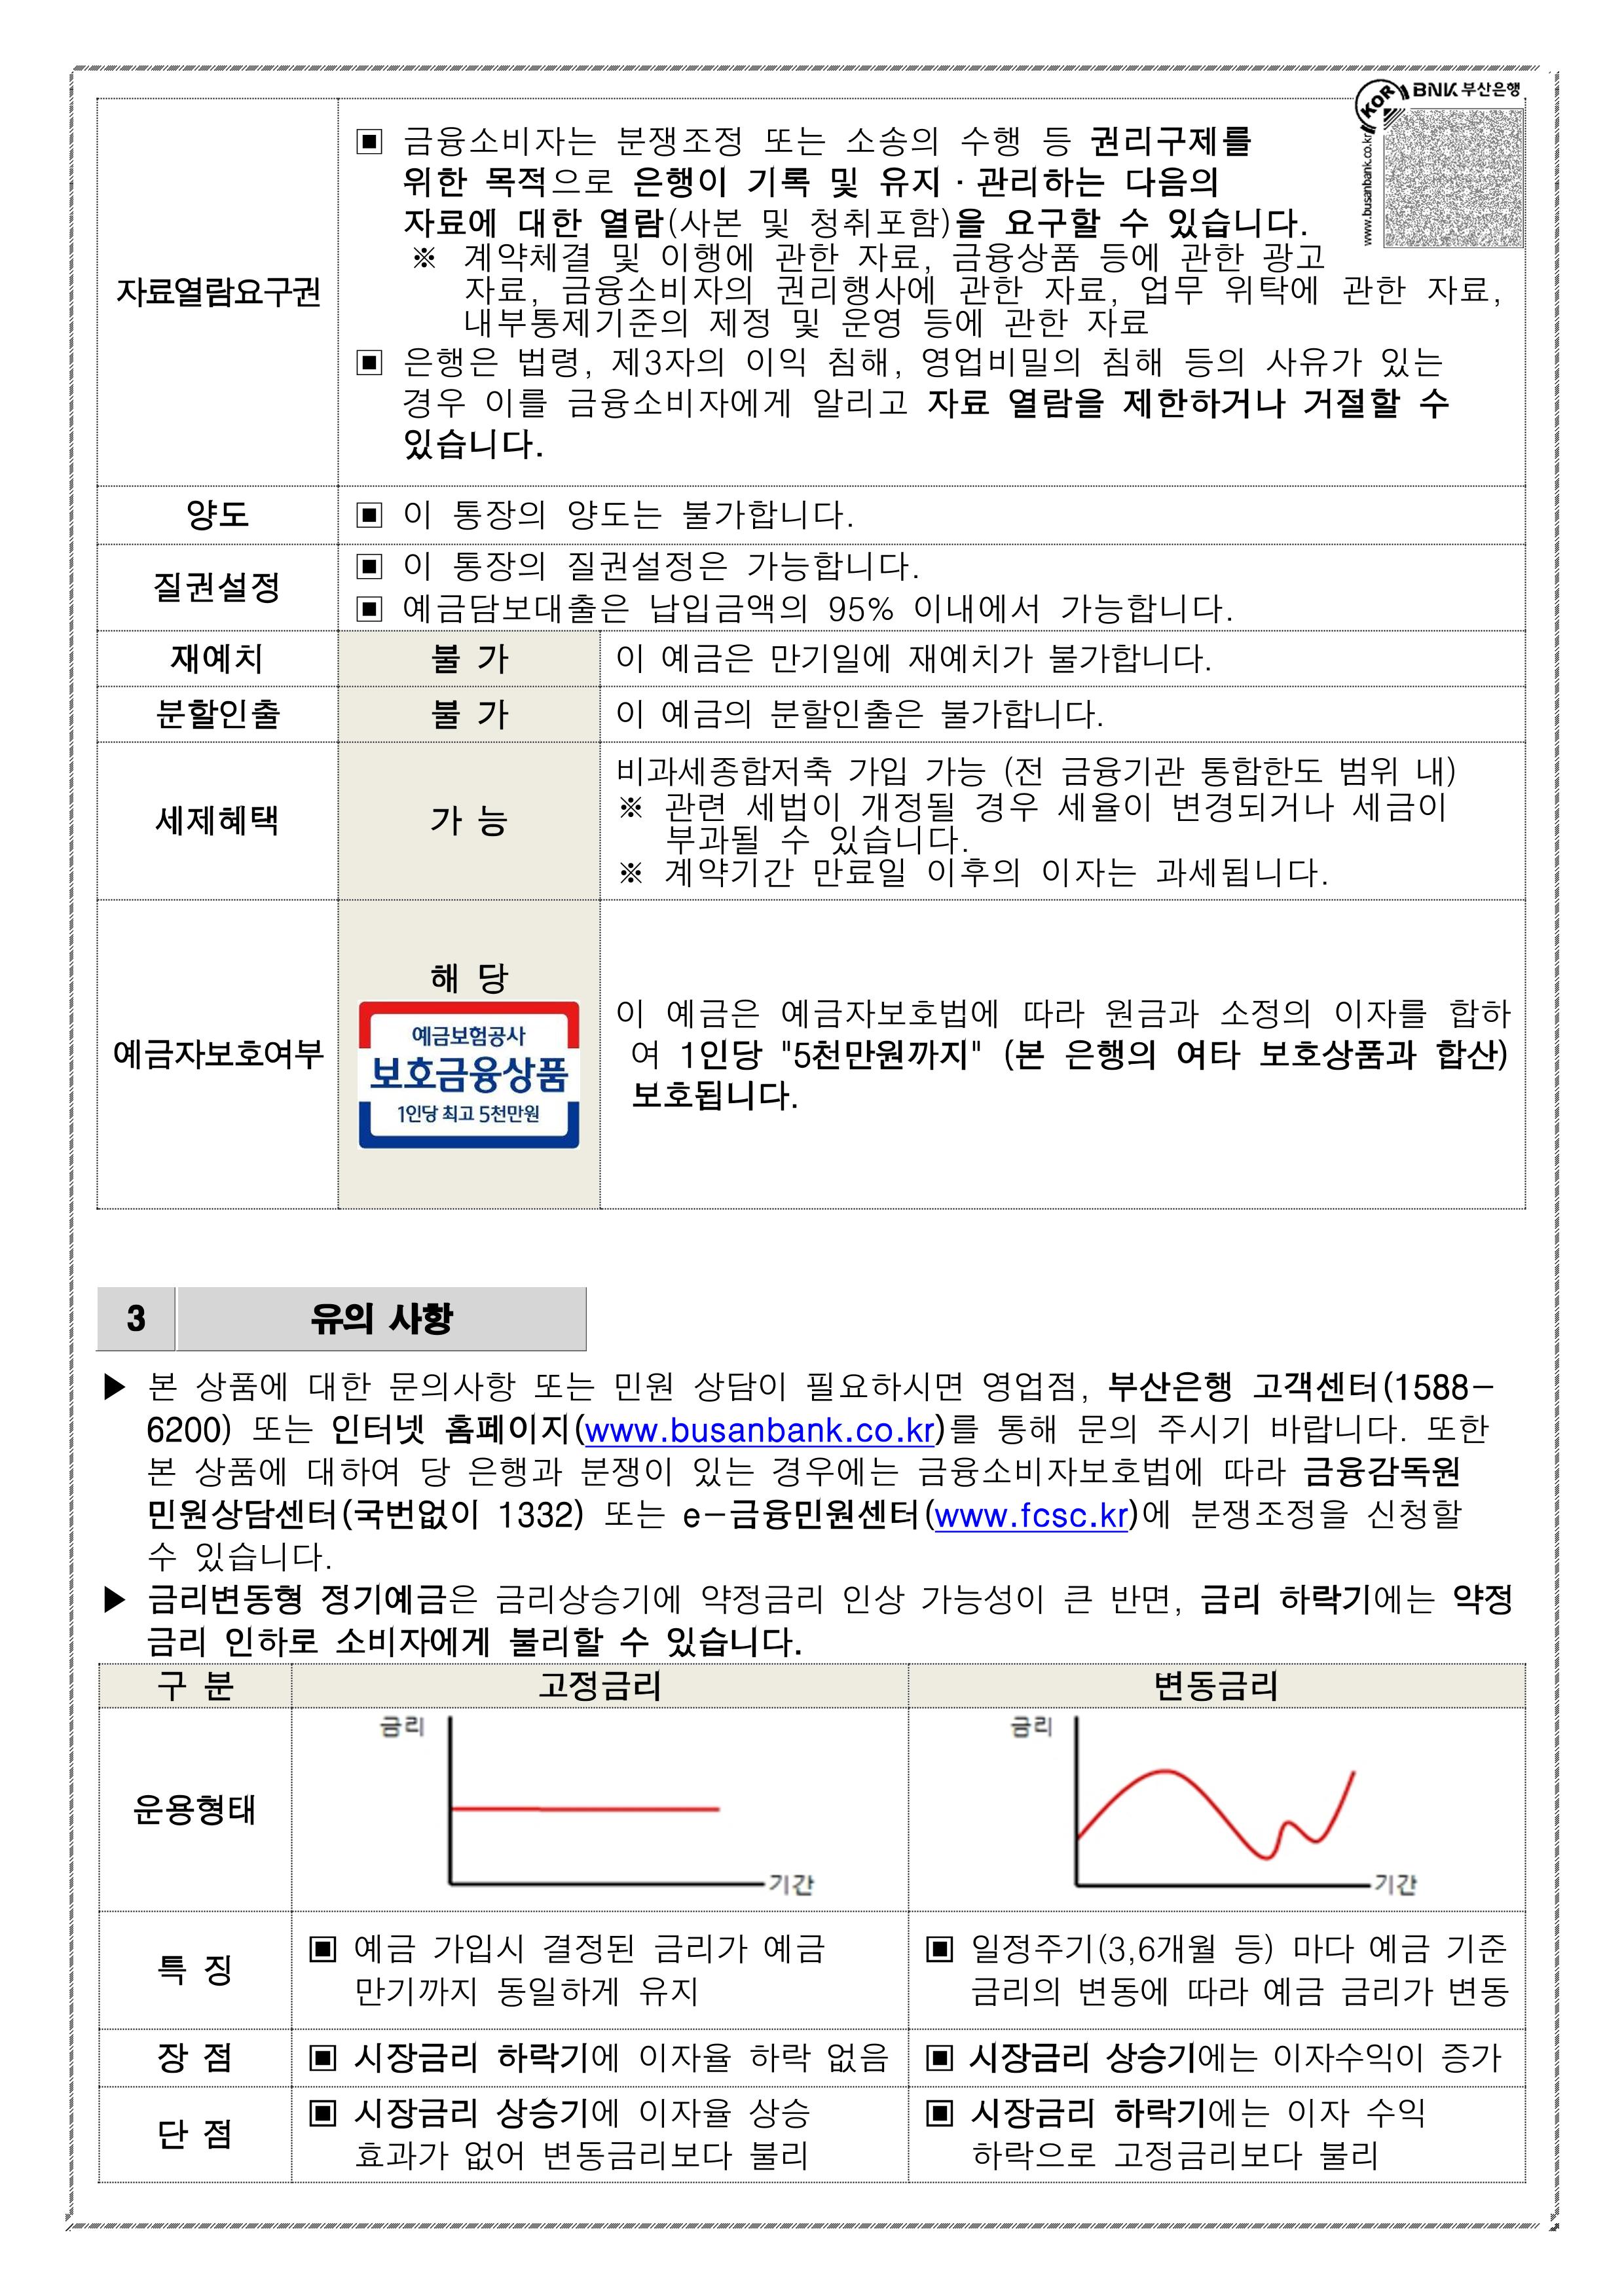 BNK 부산은행
KOR
www.busanbank.co.kr
자료열람요구권
▣ 금융소비자는 분쟁조정 또는 소송의 수행 등 권리구제를
위한 목적으로 은행이 기록 및 유지·관리하는 다음의
자료에 대한 열람(사본 및 청취포함)을 요구할 수 있습니다.
※ 계약체결 및 이행에 관한 자료, 금융상품 등에 관한 광고
자료, 금융소비자의 권리행사에 관한 자료, 업무 위탁에 관한 자료,
내부통제기준의 제정 및 운영 등에 관한 자료
▣ 은행은 법령, 제3자의 이익 침해, 영업비밀의 침해 등의 사유가 있는
경우 이를 금융소비자에게 알리고 자료 열람을 제한하거나 거절할 수
있습니다.
양도
▣ 이 통장의 양도는 불가합니다.
질권설정
▣ 이 통장의 질권설정은 가능합니다.
▣ 예금담보대출은 납입금액의 95% 이내에서 가능합니다.
재예치
불 가
이 예금은 만기일에 재예치가 불가합니다.
분할인출
불 가
이 예금의 분할인출은 불가합니다.
세제혜택
가 능
비과세종합저축 가입 가능 (전 금융기관 통합한도 범위 내)
※ 관련 세법이 개정될 경우 세율이 변경되거나 세금이
부과될 수 있습니다.
※ 계약기간 만료일 이후의 이자는 과세됩니다.
예금자보호여부
해 당
예금보험공사
보호금융상품
1인당 최고 5천만원
이 예금은 예금자보호법에 따라 원금과 소정의 이자를 합하
여 1인당 "5천만원까지" (본 은행의 여타 보호상품과 합산)
보호됩니다.
3 유의 사항
▶ 본 상품에 대한 문의사항 또는 민원 상담이 필요하시면 영업점, 부산은행 고객센터(1588-
6200) 또는 인터넷 홈페이지(www.busanbank.co.kr)를 통해 문의 주시기 바랍니다. 또한
본 상품에 대하여 당 은행과 분쟁이 있는 경우에는 금융소비자보호법에 따라 금융감독원
민원상담센터(국번없이 1332) 또는 e-금융민원센터(www.fcsc.kr)에 분쟁조정을 신청할
수 있습니다.
▶ 금리변동형 정기예금은 금리상승기에 약정금리 인상 가능성이 큰 반면, 금리 하락기에는 약정
금리 인하로 소비자에게 불리할 수 있습니다.
구 분 고정금리 변동금리
운용형태
금리
기간
금리
기간
특 징
▣ 예금 가입시 결정된 금리가 예금
만기까지 동일하게 유지
▣ 일정주기(3,6개월 등) 마다 예금 기준
금리의 변동에 따라 예금 금리가 변동
장 점
▣ 시장금리 하락기에 이자율 하락 없음
▣ 시장금리 상승기에는 이자수익이 증가
단 점
▣ 시장금리 상승기에 이자율 상승
효과가 없어 변동금리보다 불리
▣ 시장금리 하락기에는 이자 수익
하락으로 고정금리보다 불리